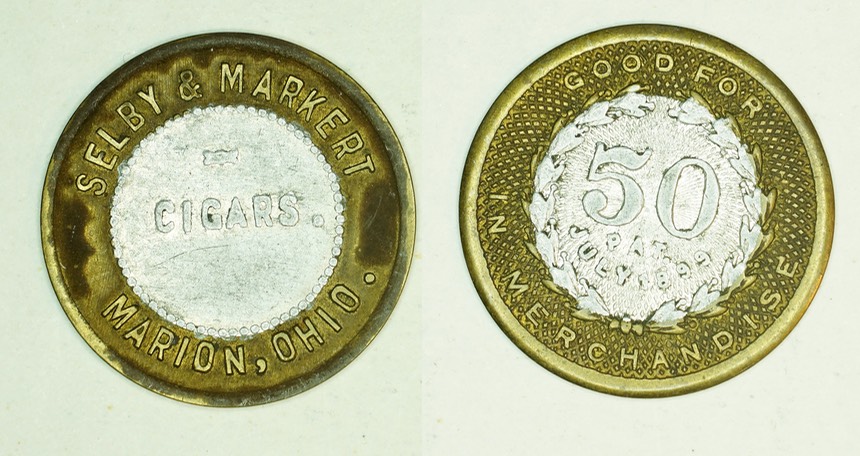 SELBY & MARKERT
CIGARS.
MARION, OHIO.
GOOD FOR
50
PAT.
JULY 1899
IN MERCHANDISE